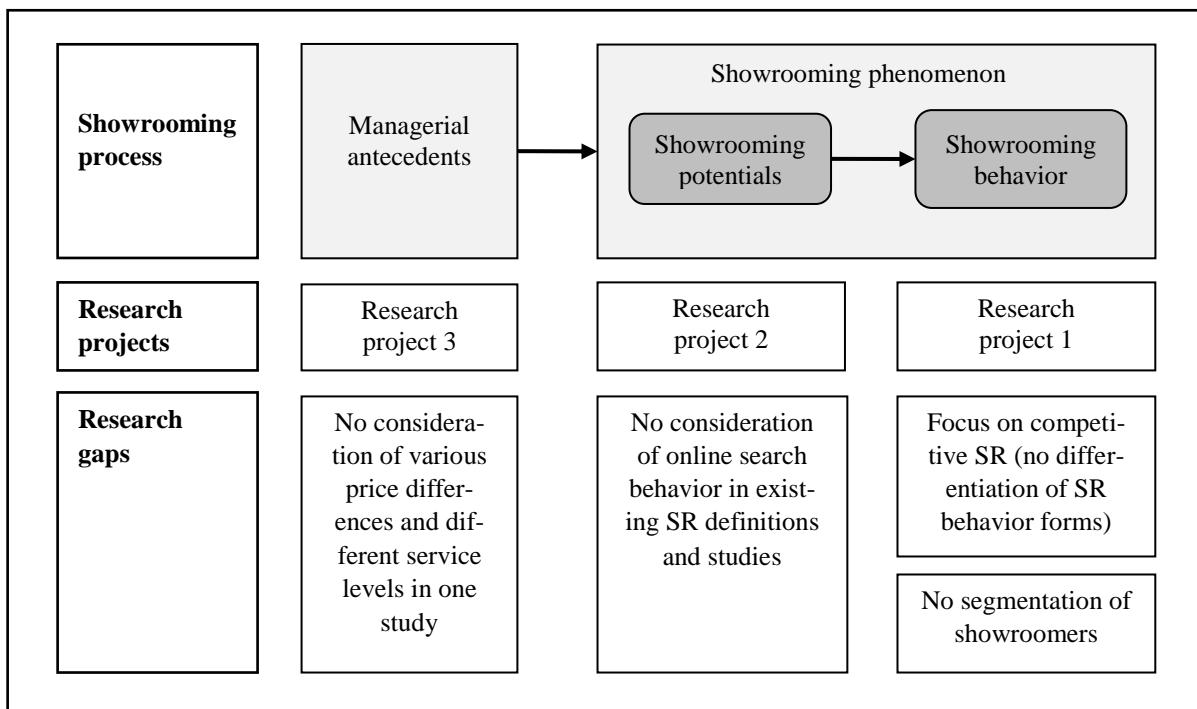 Showrooming
process
Managerial
antecedents
Showrooming phenomenon
Showrooming
potentials
Showrooming
behavior
Research
projects
Research
project 3
Research
project 2
Research
project 1
Research
gaps
No considera-
tion of various
price differ-
ences and dif-
ferent service
levels in one
study
No consideration
of online search
behavior in exist-
ing SR definitions
and studies
Focus on competi-
tive SR (no differ-
entiation of SR
behavior forms)
No segmentation of
showroomers